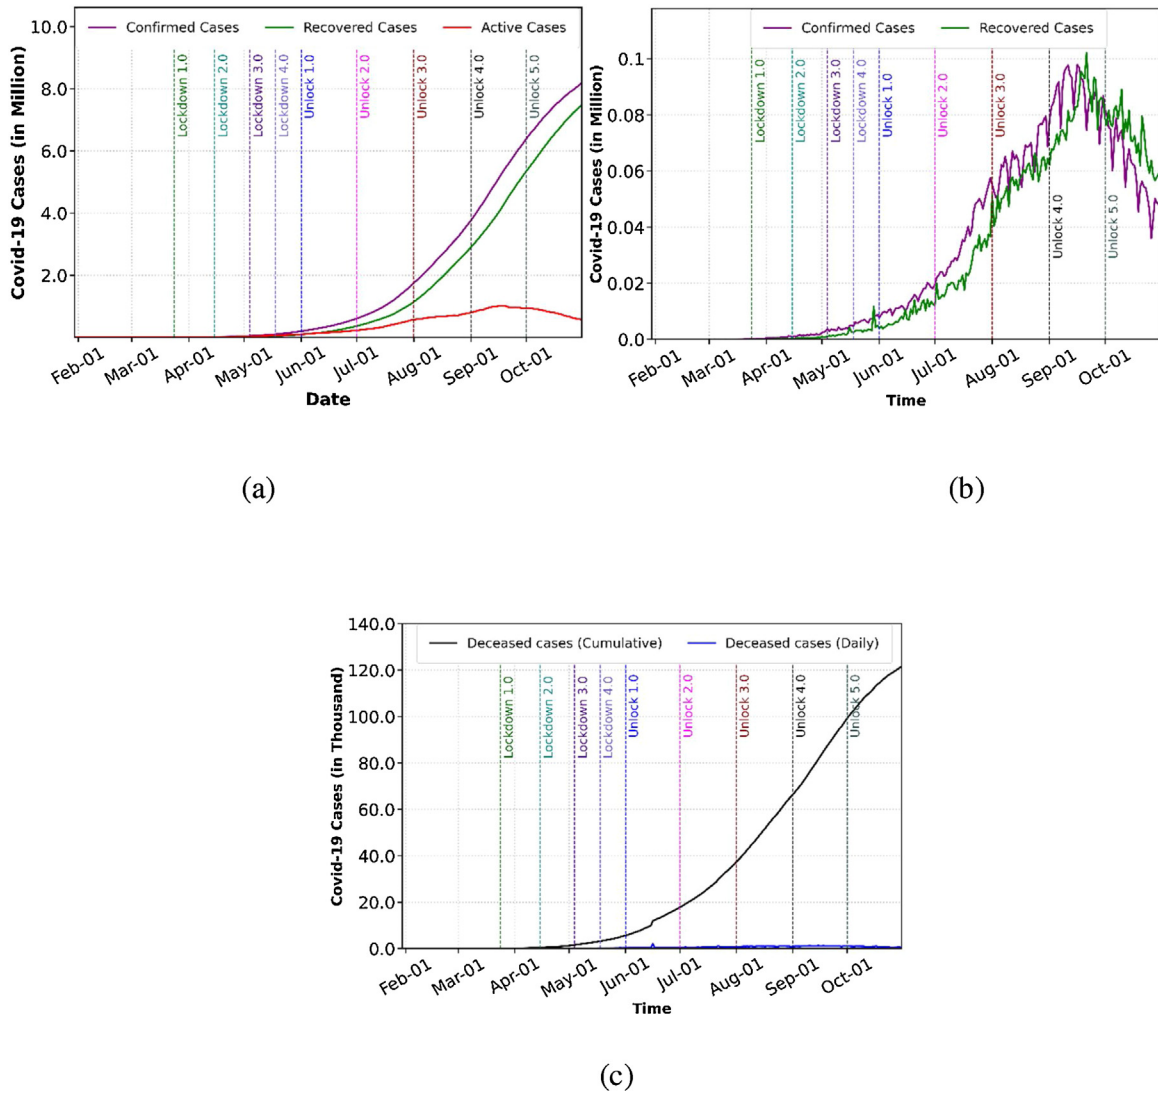 Confirmed Cases Recovered Cases Active Cases
Covid-19 Cases (in Million)
10.0
8.0
6.0
4.0
2.0
Lockdown 1.0
Lockdown 2.0
Lockdown 3.0
Lockdown 4.0
Unlock 1.0
Unlock 2.0
Unlock 3.0
Unlock 4.0
Unlock 5.0
Feb-01 Mar-01 Apr-01 May-01 Jun-01 Jul-01 Aug-01 Sep-01 Oct-01
Date
(a)
Confirmed Cases Recovered Cases
Covid-19 Cases (in Million)
0.1
0.08
0.06
0.04
0.02
0.0
Lockdown 1.0
Lockdown 2.0
Lockdown 3.0
Lockdown 4.0
Unlock 1.0
Unlock 2.0
Unlock 3.0
Unlock 4.0
Unlock 5.0
Feb-01 Mar-01 Apr-01 May-01 Jun-01 Jul-01 Aug-01 Sep-01 Oct-01
Time
(b)
Deceased cases (Cumulative) Deceased cases (Daily)
Covid-19 Cases (in Thousand)
140.0
120.0
100.0
80.0
60.0
40.0
20.0
0.0
Lockdown 1.0
Lockdown 2.0
Lockdown 3.0
Lockdown 4.0
Unlock 1.0
Unlock 2.0
Unlock 3.0
Unlock 4.0
Unlock 5.0
Feb-01 Mar-01 Apr-01 May-01 Jun-01 Jul-01 Aug-01 Sep-01 Oct-01
Time
(c)